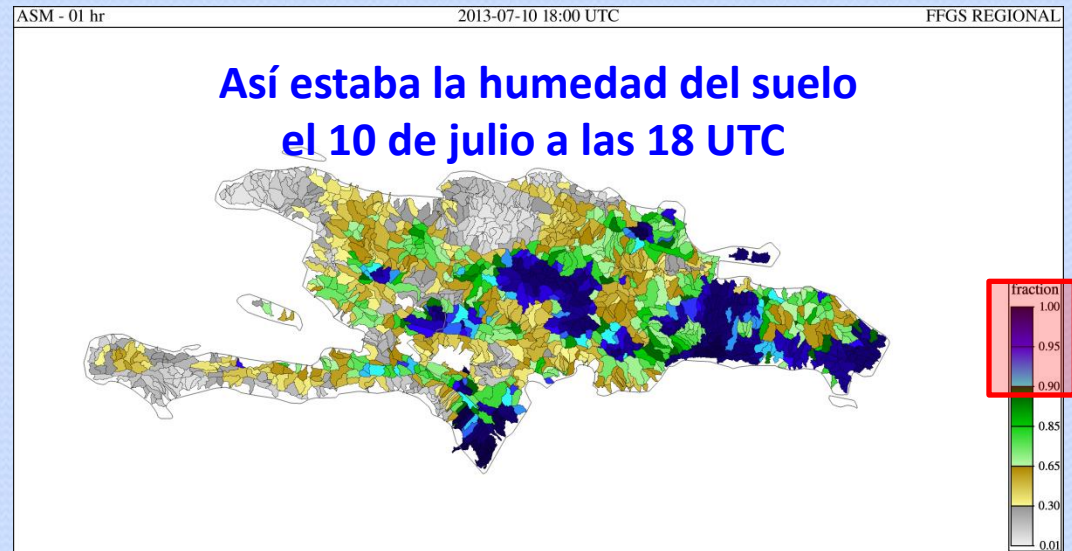 ASM - 01 hr 2013-07-10 18:00 UTC FFGS REGIONAL
Así estaba la humedad del suelo
el 10 de julio a las 18 UTC
fraction
1.00
0.95
0.90
0.85
0.65
0.30
0.01